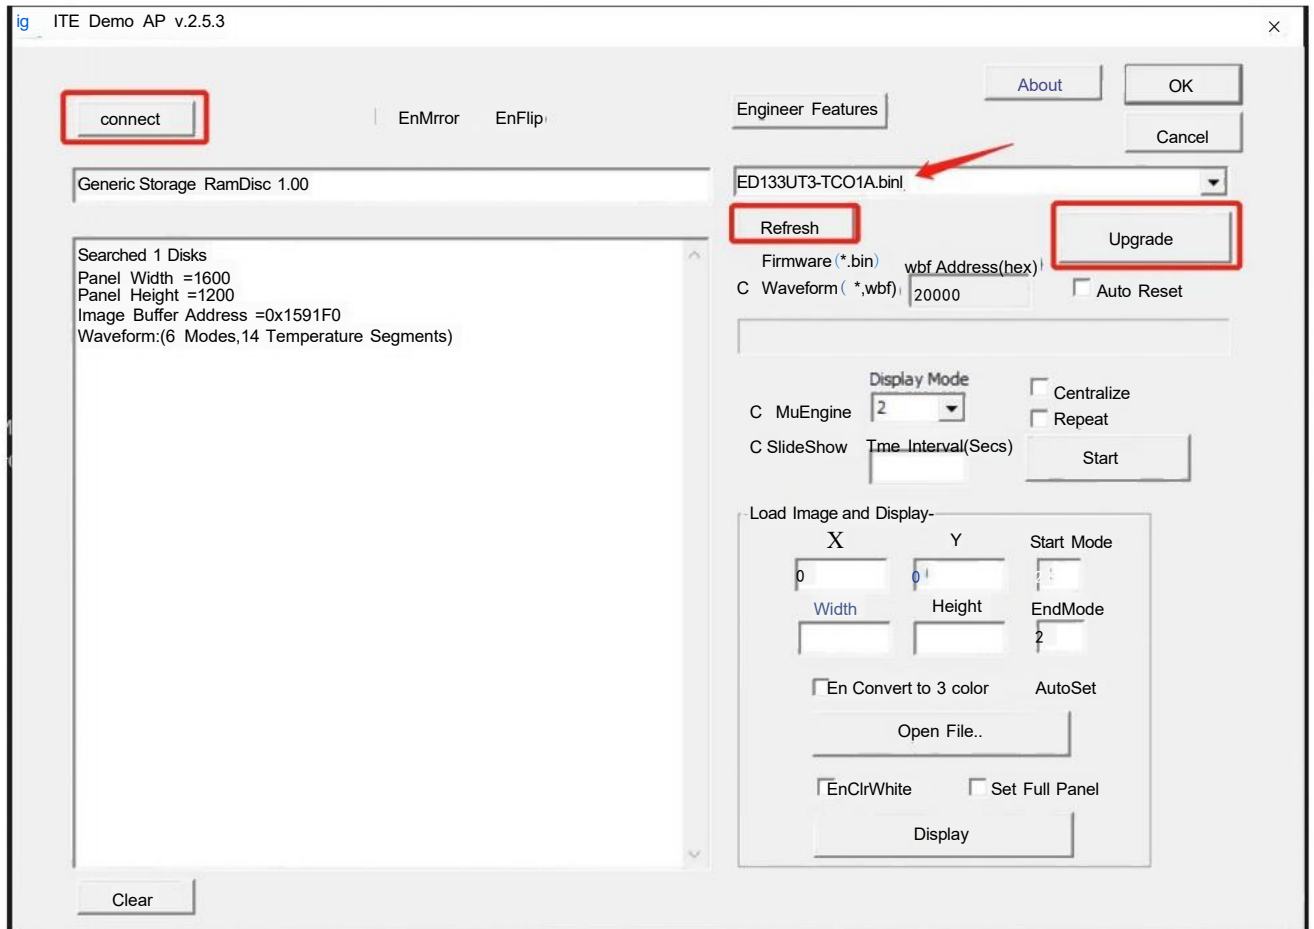 ig ITE Demo AP v.2.5.3
About
OK
connect
EnMrror EnFlip
Engineer Features
Cancel
Generic Storage RamDisc 1.00
ED133UT3-TCO1A.binl
Refresh
Upgrade
Firmware(*.bin)
wbf Address(hex)
C Waveform( *,wbf)
20000
Auto Reset
Searched 1 Disks
Panel Width =1600
Panel Height =1200
Image Buffer Address =0x1591F0
Waveform:(6 Modes,14 Temperature Segments)
Display Mode
C MuEngine
2
Centralize
Repeat
C SlideShow
Tme Interval(Secs)
Start
Load Image and Display-
X Y Start Mode
0 0
Width Height EndMode
2
En Convert to 3 color
AutoSet
Open File..
EnClrWhite
Set Full Panel
Display
Clear